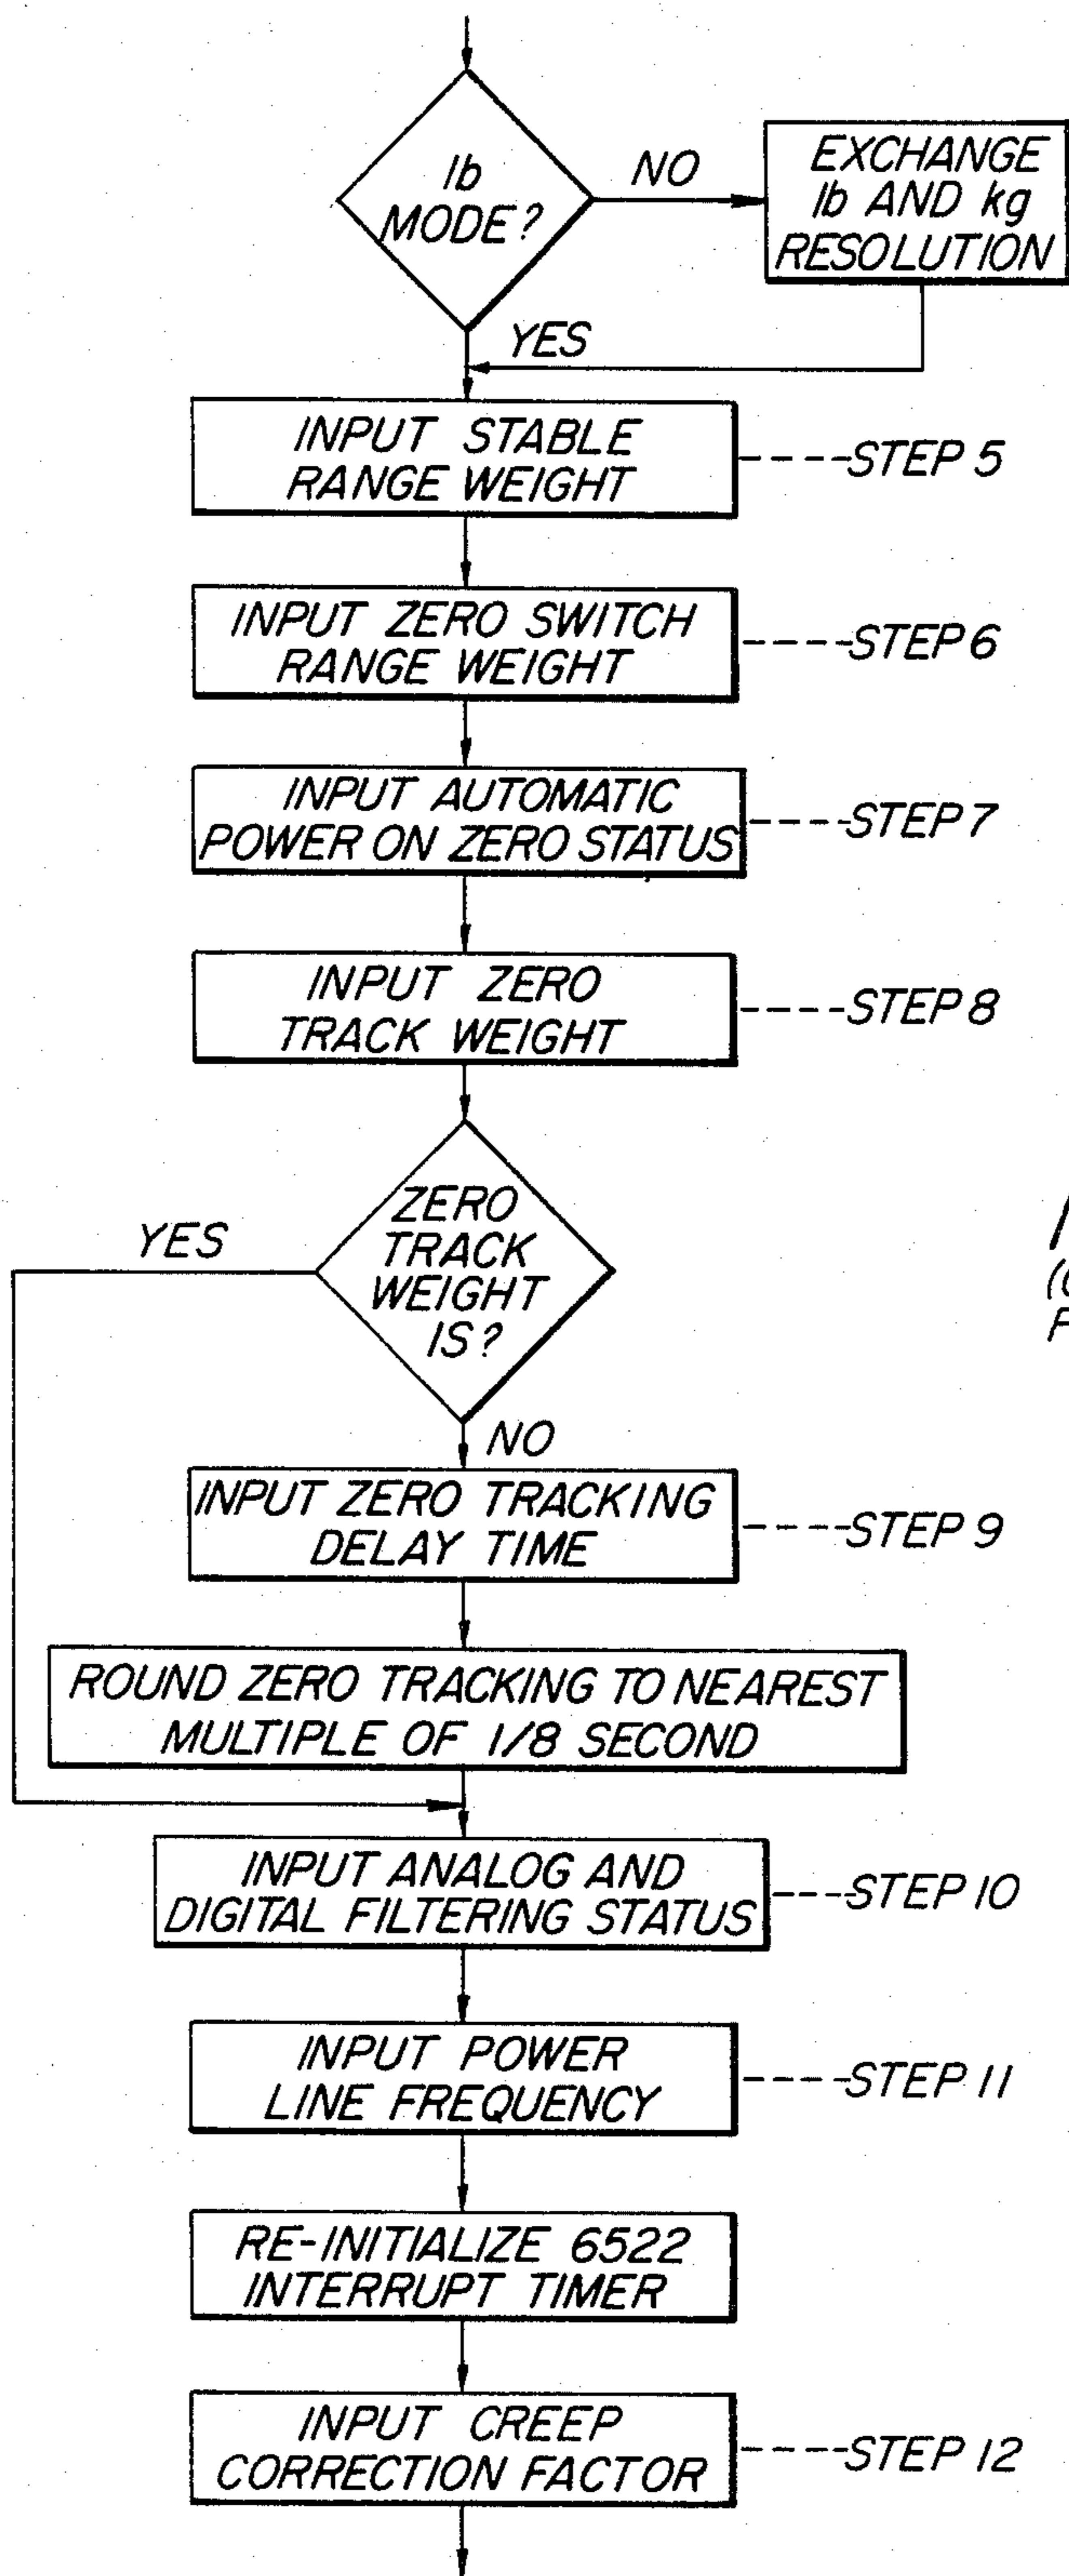 lb
MODE?
NO
EXCHANGE
lb AND kg
RESOLUTION
YES
INPUT STABLE
RANGE WEIGHT
STEP 5
INPUT ZERO SWITCH
RANGE WEIGHT
STEP 6
INPUT AUTOMATIC
POWER ON ZERO STATUS
STEP 7
INPUT ZERO
TRACK WEIGHT
STEP 8
ZERO
TRACK
WEIGHT
IS?
YES
NO
INPUT ZERO TRACKING
DELAY TIME
STEP 9
ROUND ZERO TRACKING TO NEAREST
MULTIPLE OF 1/8 SECOND
INPUT ANALOG AND
DIGITAL FILTERING STATUS
STEP 10
INPUT POWER
LINE FREQUENCY
STEP 11
RE-INITIALIZE 6522
INTERRUPT TIMER
INPUT CREEP
CORRECTION FACTOR
STEP 12